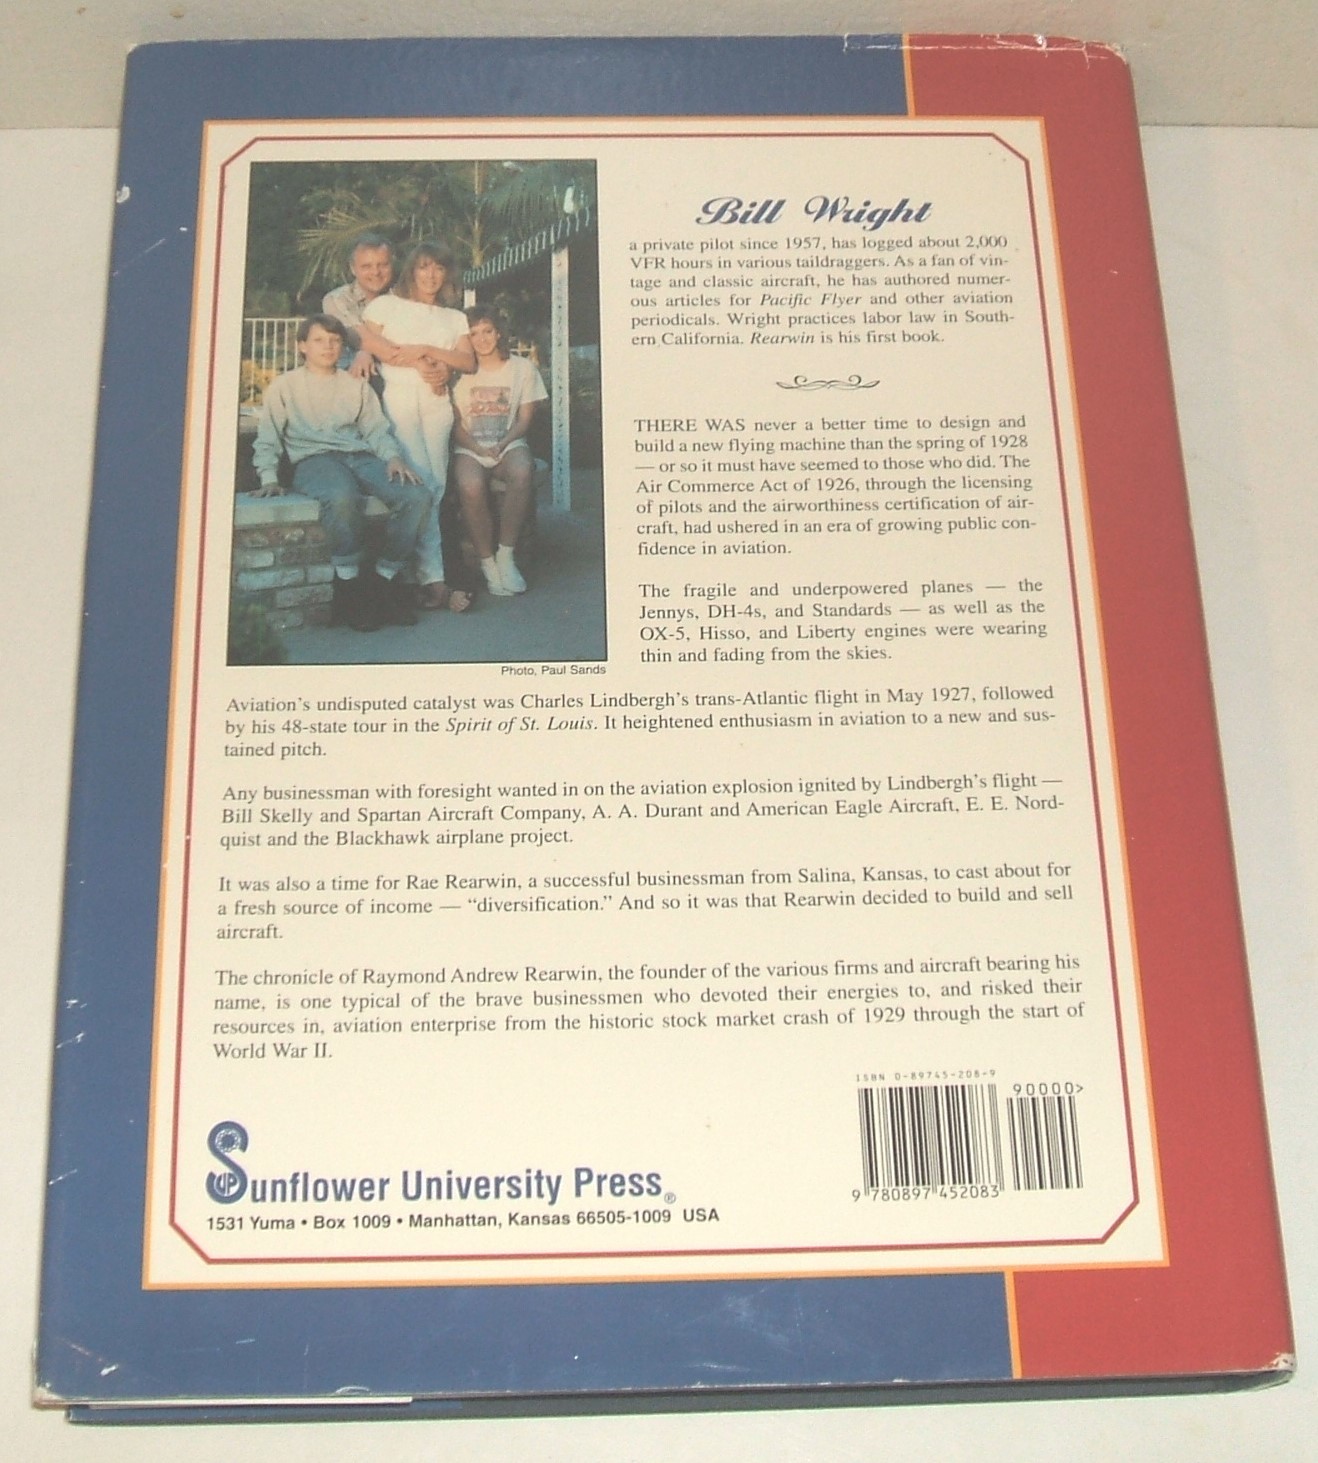 Bill Wright
a private pilot since 1957, has logged about 2,000
VFR hours in various taildraggers. As a fan of vin-
tage and classic aircraft, he has authored numer-
ous articles for Pacific Flyer and other aviation
periodicals. Wright practices labor law in South-
ern California. Rearwin is his first book.
THERE WAS never a better time to design and
build a new flying machine than the spring of 1928
— or so it must have seemed to those who did. The
Air Commerce Act of 1926, through the licensing
of pilots and the airworthiness certification of air-
craft, had ushered in an era of growing public con-
fidence in aviation.
The fragile and underpowered planes — the
Jennys, DH-4s, and Standards — as well as the
OX-5, Hisso, and Liberty engines were wearing
thin and fading from the skies.
Photo, Paul Sands
Aviation's undisputed catalyst was Charles Lindbergh's trans-Atlantic flight in May 1927, followed
by his 48-state tour in the Spirit of St. Louis. It heightened enthusiasm in aviation to a new and sus-
tained pitch.
Any businessman with foresight wanted in on the aviation explosion ignited by Lindbergh's flight —
Bill Skelly and Spartan Aircraft Company, A. A. Durant and American Eagle Aircraft, E. E. Nord-
quist and the Blackhawk airplane project.
It was also a time for Rae Rearwin, a successful businessman from Salina, Kansas, to cast about for
a fresh source of income — “diversification.” And so it was that Rearwin decided to build and sell
aircraft.
The chronicle of Raymond Andrew Rearwin, the founder of the various firms and aircraft bearing his
name, is one typical of the brave businessmen who devoted their energies to, and risked their
resources in, aviation enterprise from the historic stock market crash of 1929 through the start of
World War II.
ISBN 0-89745-208-9
90000>
9 780897 452083
Sunflower University Press®
UP
1531 Yuma • Box 1009 • Manhattan, Kansas 66505-1009 USA